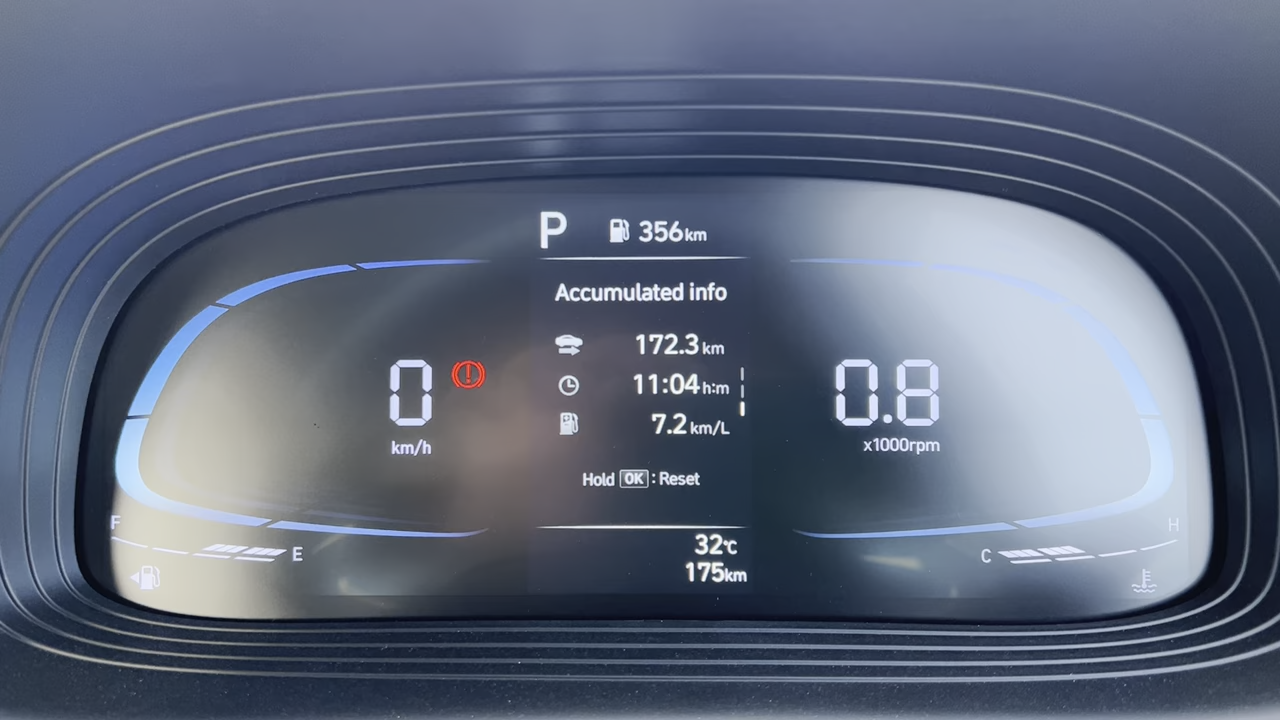 P 356km
Accumulated info
172.3 km
11:04 h:m
7.2 km/L
0
km/h
0.8
x1000rpm
Hold OK : Reset
F
E
C
H
32℃
175km